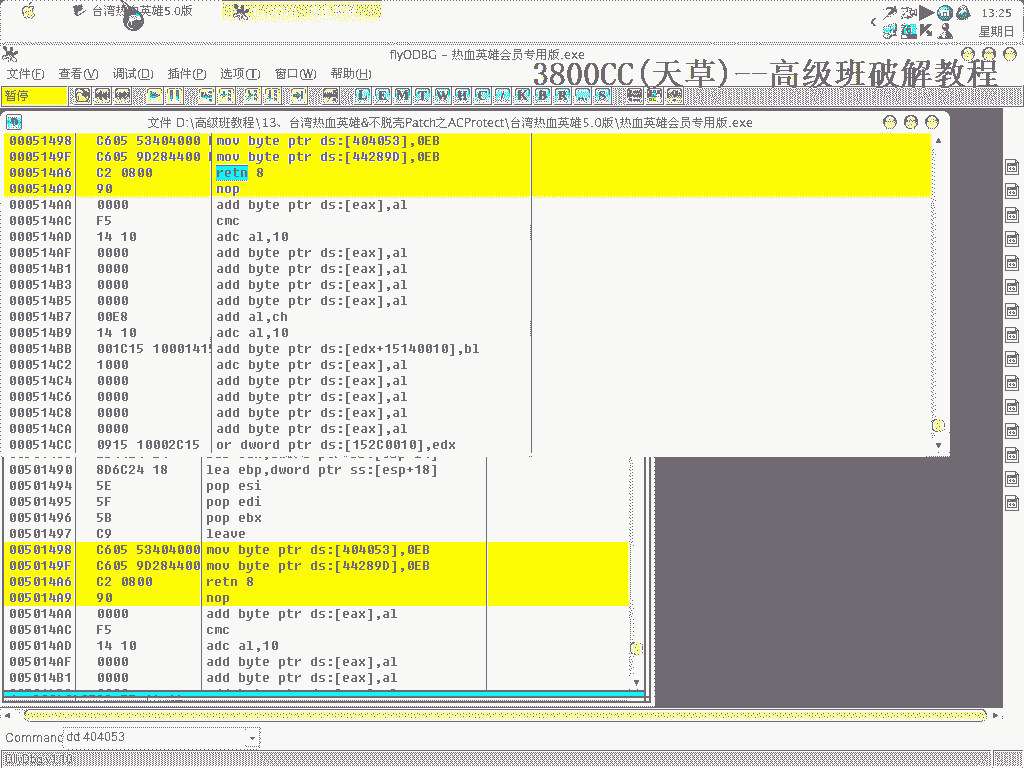 台湾热血英雄5.0版
13:25
星期日
flyODBG - 热血英雄会员专用版.exe
文件(F) 查看(V) 调试(D) 插件(P) 选项(T) 窗口(W) 帮助(H)
3800CC(天草)--高级班破解教程
暂停
文件 D:\高级班教程\13、台湾热血英雄&不脱壳Patch之ACProtect\台湾热血英雄5.0版\热血英雄会员专用版.exe
00051498 C605 53404000 mov byte ptr ds:[404053],0EB
0005149F C605 9D284400 mov byte ptr ds:[44289D],0EB
000514A6 C2 0800 retn 8
000514A9 90 nop
000514AA 0000 add byte ptr ds:[eax],al
000514AC F5 cmc
000514AD 14 10 adc al,10
000514AF 0000 add byte ptr ds:[eax],al
000514B1 0000 add byte ptr ds:[eax],al
000514B3 0000 add byte ptr ds:[eax],al
000514B5 0000 add byte ptr ds:[eax],al
000514B7 00E8 add al,ch
000514B9 14 10 adc al,10
000514BB 001C15 1000141 add byte ptr ds:[edx+15140010],bl
000514C2 1000 adc byte ptr ds:[eax],al
000514C4 0000 add byte ptr ds:[eax],al
000514C6 0000 add byte ptr ds:[eax],al
000514C8 0000 add byte ptr ds:[eax],al
000514CA 0000 add byte ptr ds:[eax],al
000514CC 0915 10002C15 or dword ptr ds:[152C0010],edx
00501490 8D6C24 18 lea ebp,dword ptr ss:[esp+18]
00501494 5E pop esi
00501495 5F pop edi
00501496 5B pop ebx
00501497 C9 leave
00501498 C605 53404000 mov byte ptr ds:[404053],0EB
0050149F C605 9D284400 mov byte ptr ds:[44289D],0EB
005014A6 C2 0800 retn 8
005014A9 90 nop
005014AA 0000 add byte ptr ds:[eax],al
005014AC F5 cmc
005014AD 14 10 adc al,10
005014AF 0000 add byte ptr ds:[eax],al
005014B1 0000 add byte ptr ds:[eax],al
Command dd 404053
OllyDbg v1.10